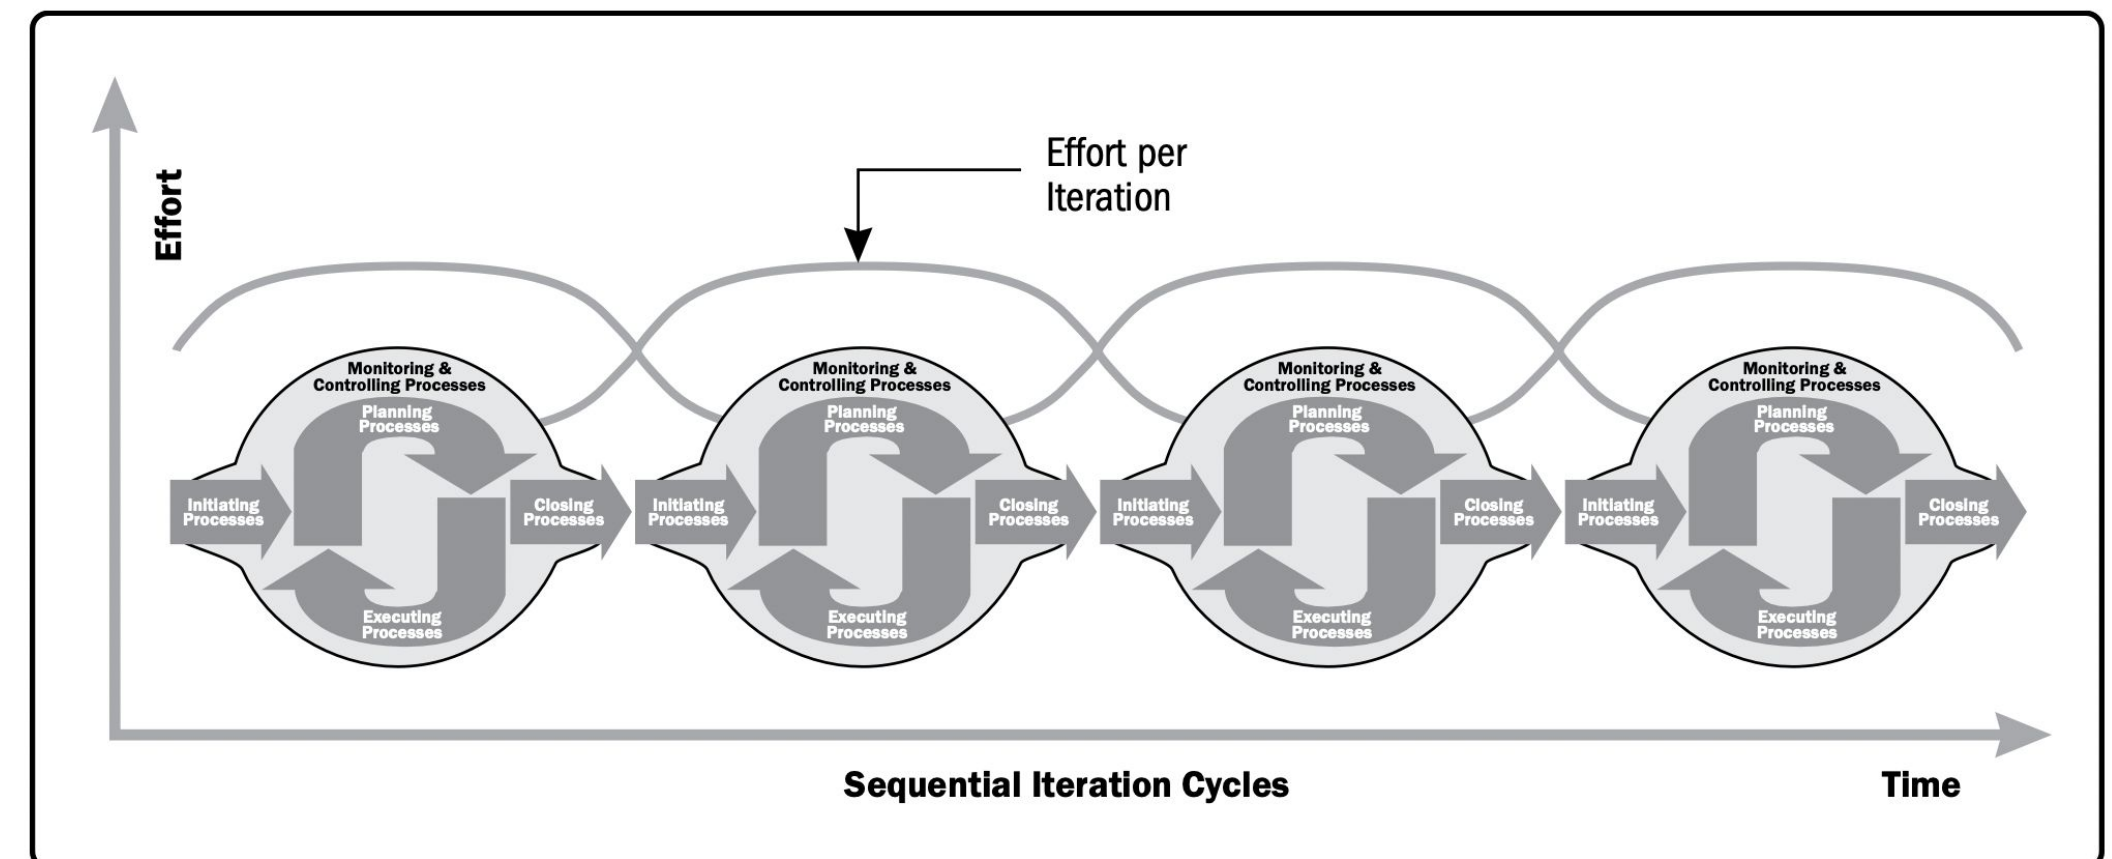 Effort
Effort per
Iteration
Monitoring &
Controlling Processes
Planning
Processes
Initiating
Processes
Closing
Processes
Executing
Processes
Monitoring &
Controlling Processes
Planning
Processes
Initiating
Processes
Closing
Processes
Executing
Processes
Monitoring &
Controlling Processes
Planning
Processes
Initiating
Processes
Closing
Processes
Executing
Processes
Monitoring &
Controlling Processes
Planning
Processes
Initiating
Processes
Closing
Processes
Executing
Processes
Sequential Iteration Cycles
Time